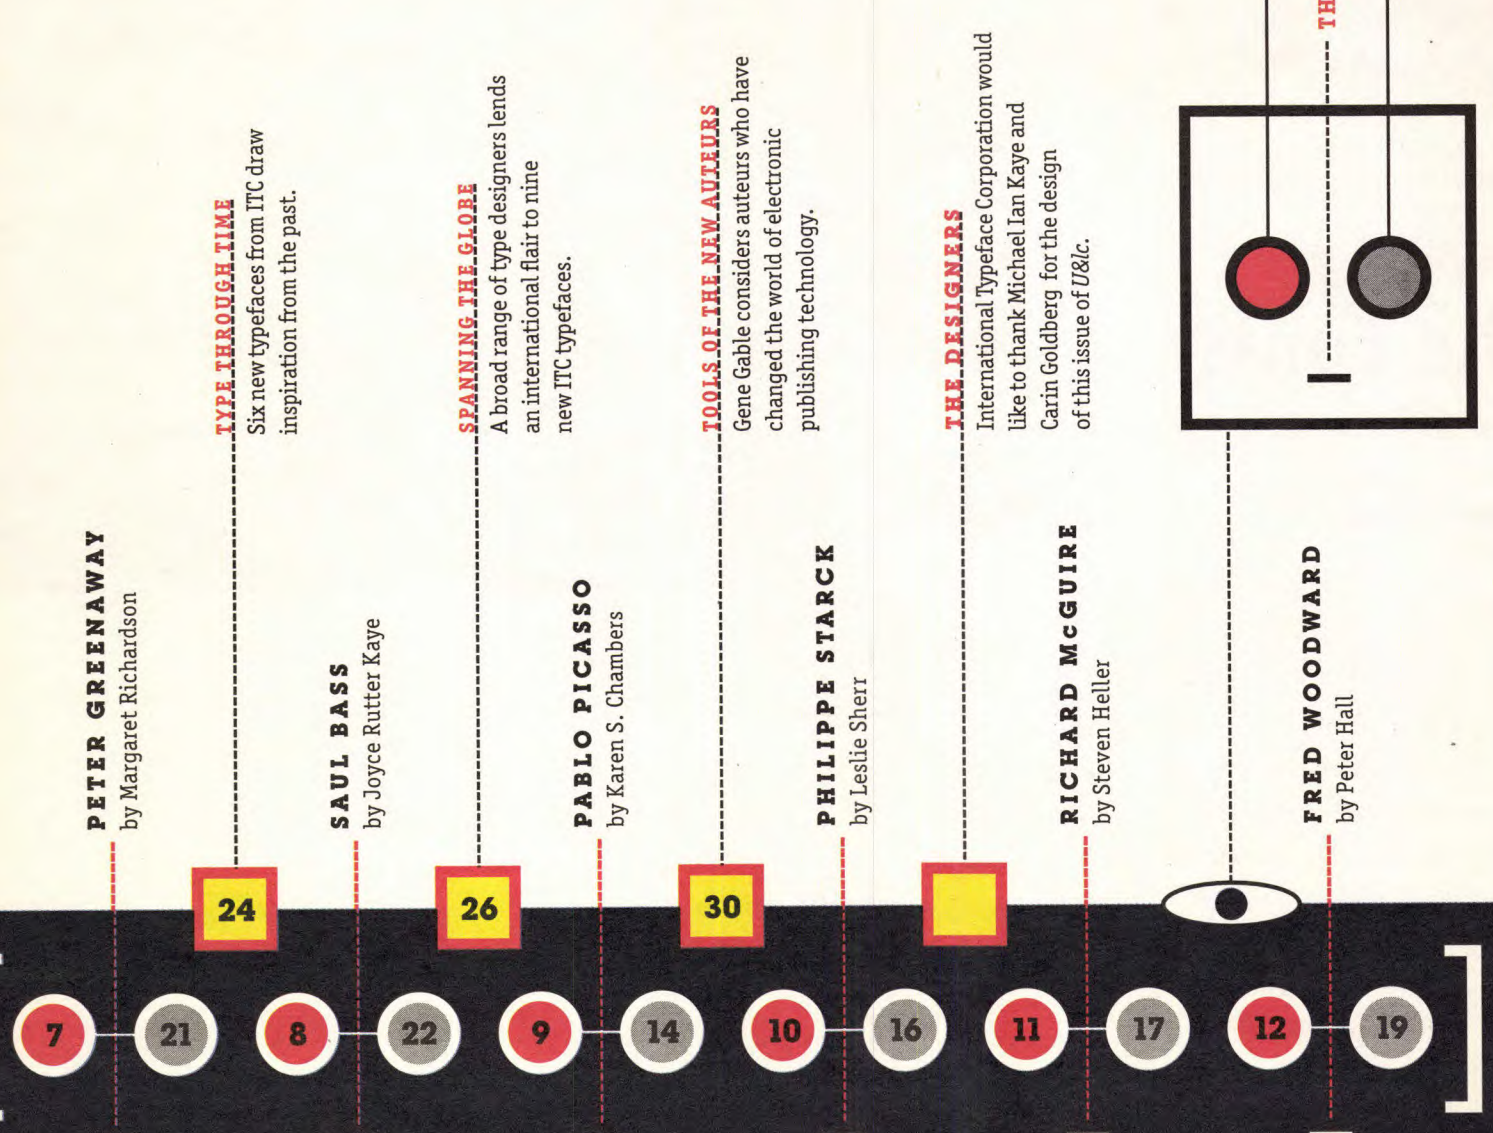 PETER GREENAWAY
by Margaret Richardson
7
21
TYPE THROUGH TIME
Six new typefaces from ITC draw
inspiration from the past.
24
SAUL BASS
by Joyce Rutter Kaye
8
22
SPANNING THE GLOBE
A broad range of type designers lends
an international flair to nine
new ITC typefaces.
26
PABLO PICASSO
by Karen S. Chambers
9
14
TOOLS OF THE NEW AUTEURS
Gene Gable considers auteurs who have
changed the world of electronic
publishing technology.
30
PHILIPPE STARCK
by Leslie Sherr
10
16
THE DESIGNERS
International Typeface Corporation would
like to thank Michael Ian Kaye and
Carin Goldberg for the design
of this issue of U&lc.
RICHARD McGUIRE
by Steven Heller
11
17
FRED WOODWARD
by Peter Hall
12
19
TH